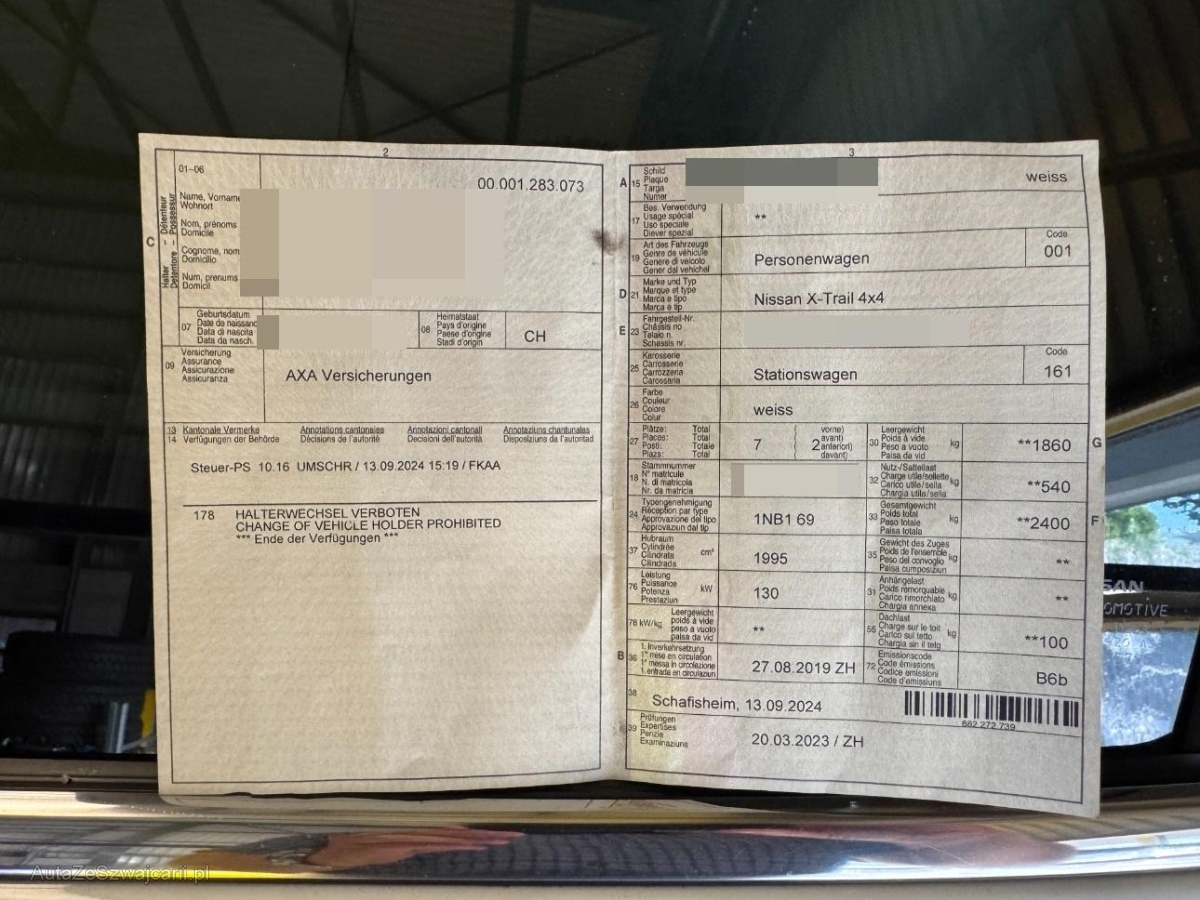 2
01-06
00.001.283.073
C
Halter – Détenteur
Detentore – Possessur
Name, Vorname
Wohnort
Nom, prénoms
Domicile
Cognome, nom
Domicilio
Num, prenums
Domicil
07
Geburtsdatum
Date de naissanc
Data di nascita
Data da nasch.
08
Heimatstaat
Pays d'origine
Paese d'origine
Stadi d'origin
CH
09
Versicherung
Assurance
Assicurazione
Assicuranza
AXA Versicherungen
13 Kantonale Vermerke Annotations cantonales Annotazioni cantonali Annotaziuns chantunalas
14 Verfügungen der Behörde Décisions de l'autorité Decisioni dell'autorità Disposiziuns da l'autoritad
Steuer-PS 10.16 UMSCHR / 13.09.2024 15:19 / FKAA
178 HALTERWECHSEL VERBOTEN
CHANGE OF VEHICLE HOLDER PROHIBITED
*** Ende der Verfügungen ***
3
A 15
Schild
Plaque
Targa
Numer
weiss
17
Bes. Verwendung
Usage spécial
Uso speciale
Diever spezial
**
19
Art des Fahrzeugs
Genre de véhicule
Genere di veicolo
Gener dal vehichel
Personenwagen
Code
001
D 21
Marke und Typ
Marque et type
Marca e tipo
Marca e tip
Nissan X-Trail 4x4
E 23
Fahrgestell-Nr.
Châssis no
Telaio n.
Schassis nr.
25
Karosserie
Carrosserie
Carrozzeria
Carossaria
Stationswagen
Code
161
26
Farbe
Couleur
Colore
Colur
weiss
27
Plätze: Total
Places: Total
Posti: Totale
Plazs: Total
7
2
vorne)
avant)
anteriori)
davant)
30
Leergewicht
Poids à vide
Peso a vuoto
Paisa da vid
kg
**1860
G
18
Stammnummer
N° matricule
N. di matricola
Nr. da matricla
32
Nutz-/Sattellast
Charge utile/sellette
Carico utile/sella
Chargia utila/sella
kg
**540
24
Typengenehmigung
Réception par type
Approvazione del tipo
Approvaziun dal tip
1NB1 69
33
Gesamtgewicht
Poids total
Peso totale
Paisa totala
kg
**2400
F
37
Hubraum
Cylindrée
Cilindrata
Cilindrada
cm³
1995
35
Gewicht des Zuges
Poids de l'ensemble
Peso del convoglio
Paisa cumposiziun
kg
**
76
Leistung
Puissance
Potenza
Prestaziun
kW
130
31
Anhängelast
Poids remorquable
Carico rimorchiato
Chargia annexa
kg
**
78 kW/kg
Leergewicht
poids à vide
peso a vuoto
paisa da vid
**
55
Dachlast
Charge sur le toit
Carico sul tetto
Chargia sin il tetg
kg
**100
B 36
1. Inverkehrsetzung
1re mise en circulation
1a messa in circolazione
1. entrada en circulaziun
27.08.2019 ZH
72
Emissionscode
Code émissions
Codice emissioni
Code d'emissiuns
B6b
38
Schafisheim, 13.09.2024
682 272 739
39
Prüfungen
Expertises
Perizie
Examinaziuns
20.03.2023 / ZH
SAN
OMOTIVE
AutaZeSzwajcarii.pl